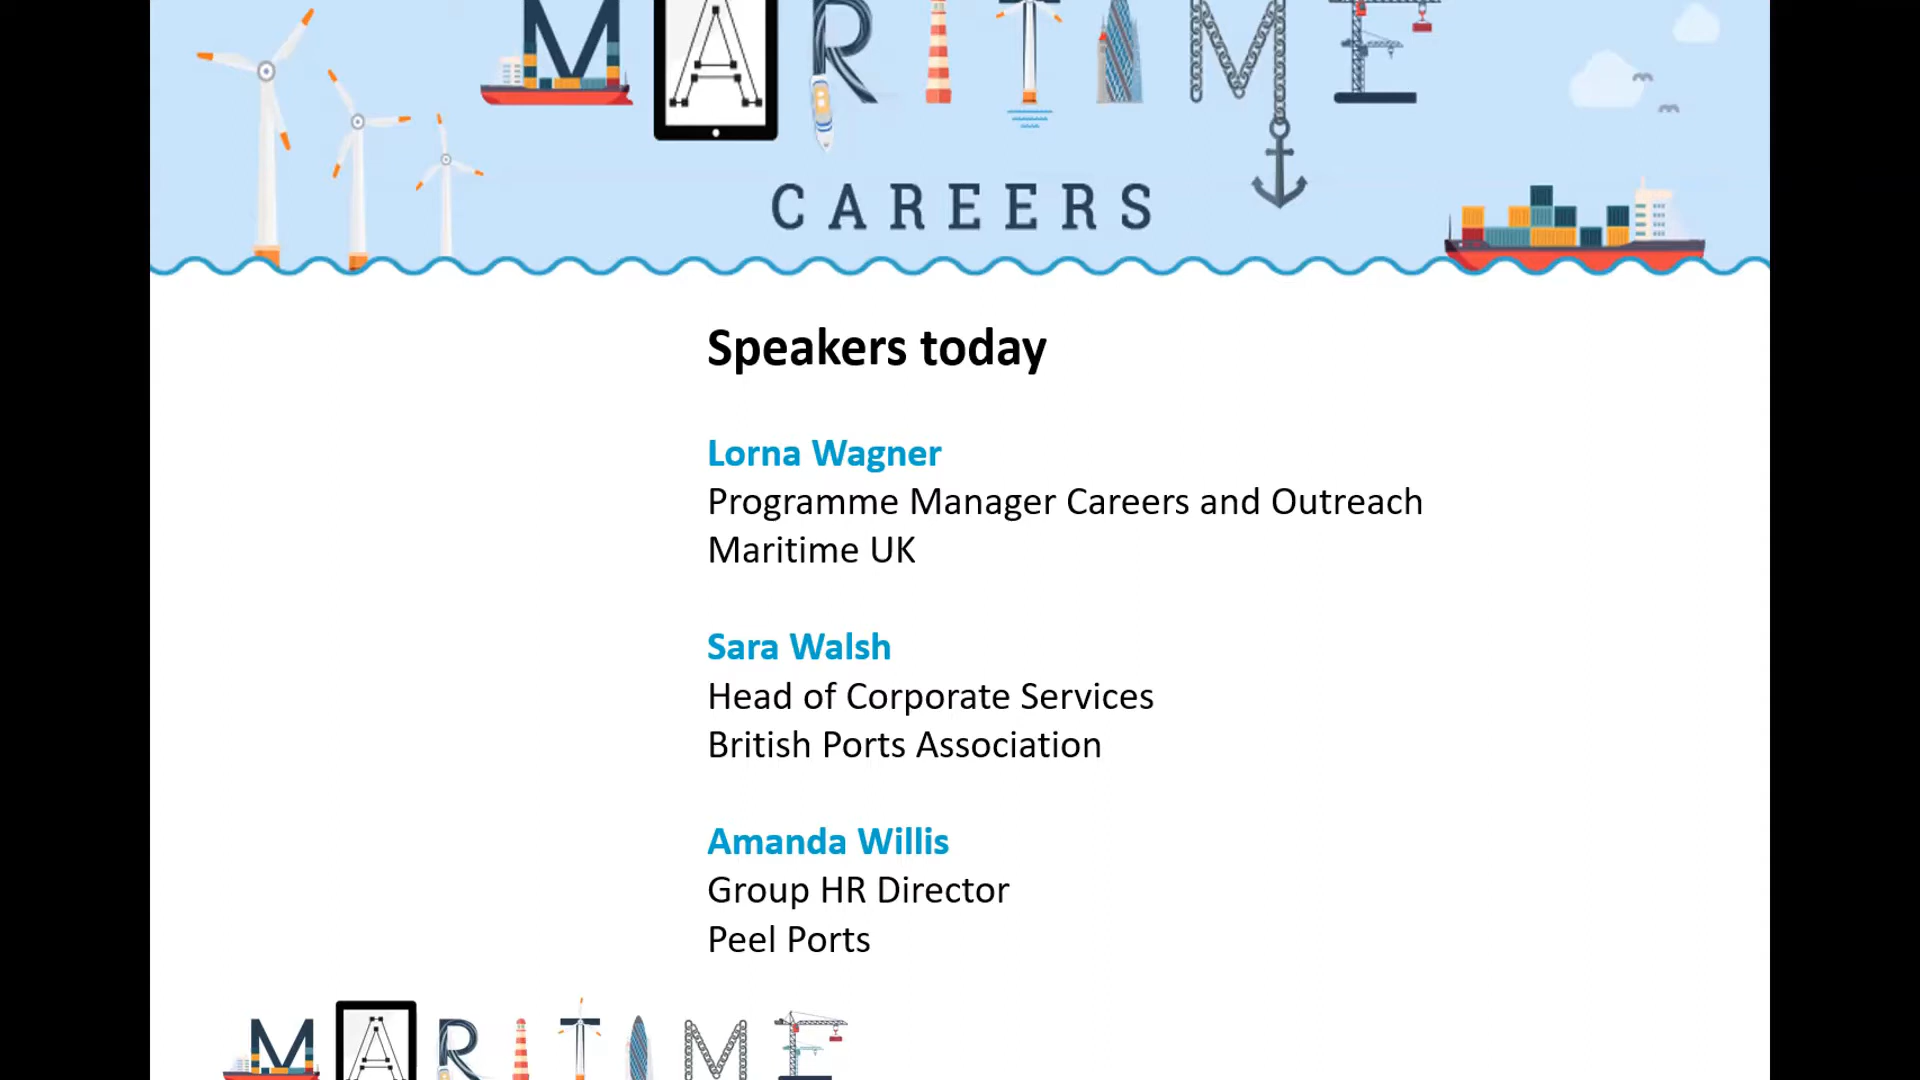 MARITIME
CAREERS
Speakers today
Lorna Wagner
Programme Manager Careers and Outreach
Maritime UK
Sara Walsh
Head of Corporate Services
British Ports Association
Amanda Willis
Group HR Director
Peel Ports
MARITIME